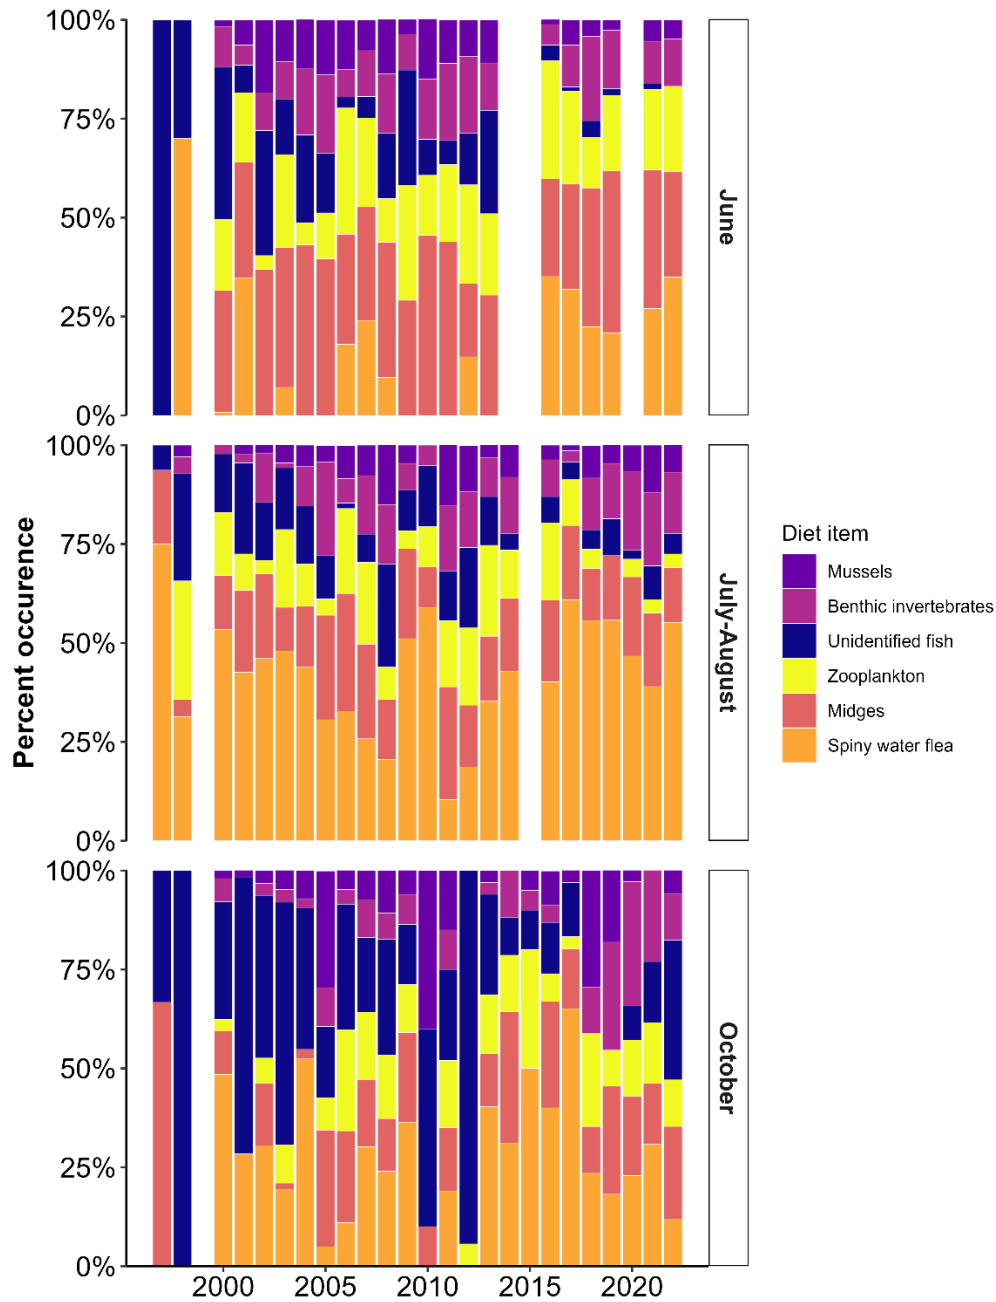 100%
75%
50%
25%
0%
June
100%
75%
50%
25%
0%
July-August
100%
75%
50%
25%
0%
October
2000 2005 2010 2015 2020
Percent occurence
Diet item
Mussels
Benthic invertebrates
Unidentified fish
Zooplankton
Midges
Spiny water flea